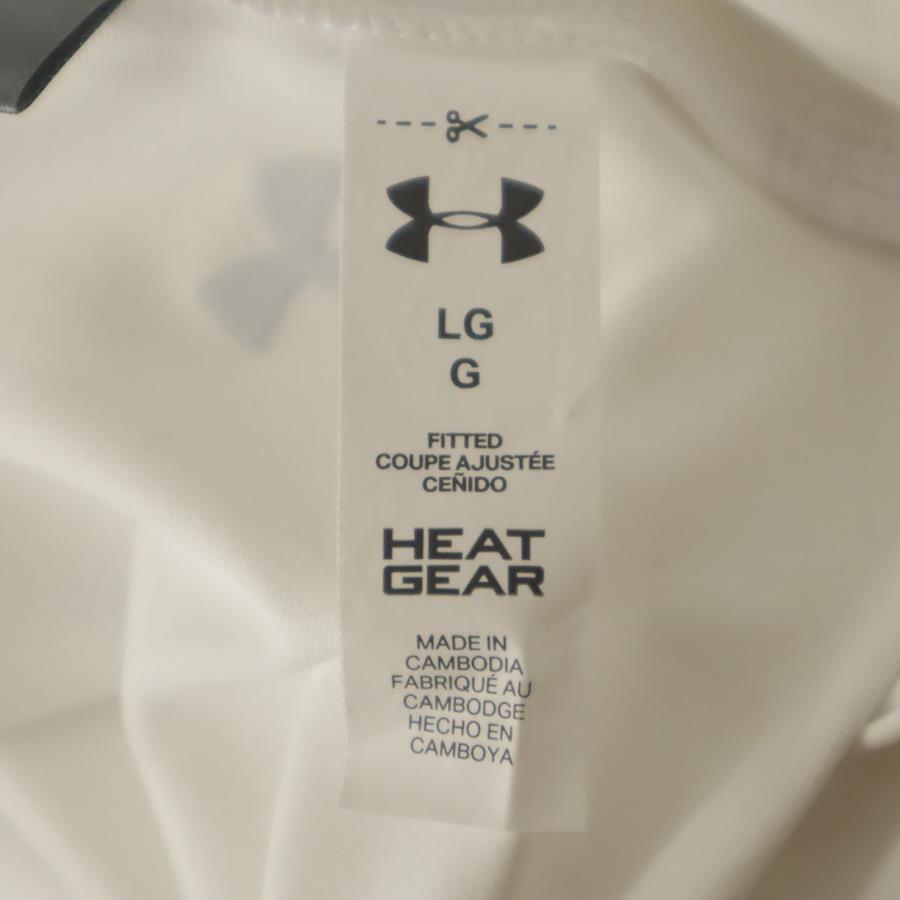 LG
G
FITTED
COUPE AJUSTÉE
CEÑIDO
HEAT
GEAR
MADE IN
CAMBODIA
FABRIQUÉ AU
CAMBODGE
HECHO EN
CAMBOYA